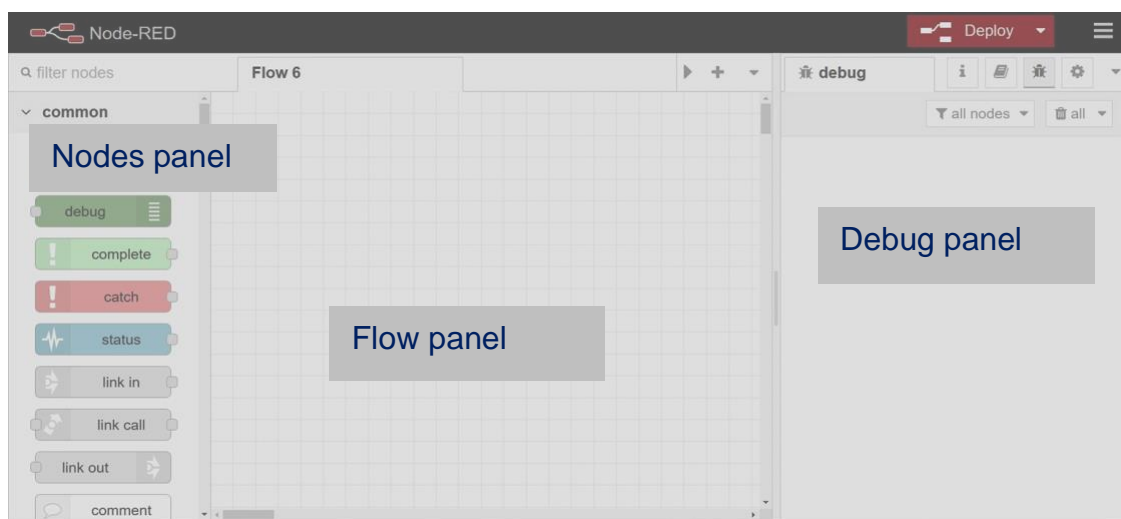 Node-RED
Deploy
filter nodes
Flow 6
debug
i
common
all nodes
all
Nodes panel
debug
complete
catch
status
link in
link call
link out
comment
Flow panel
Debug panel